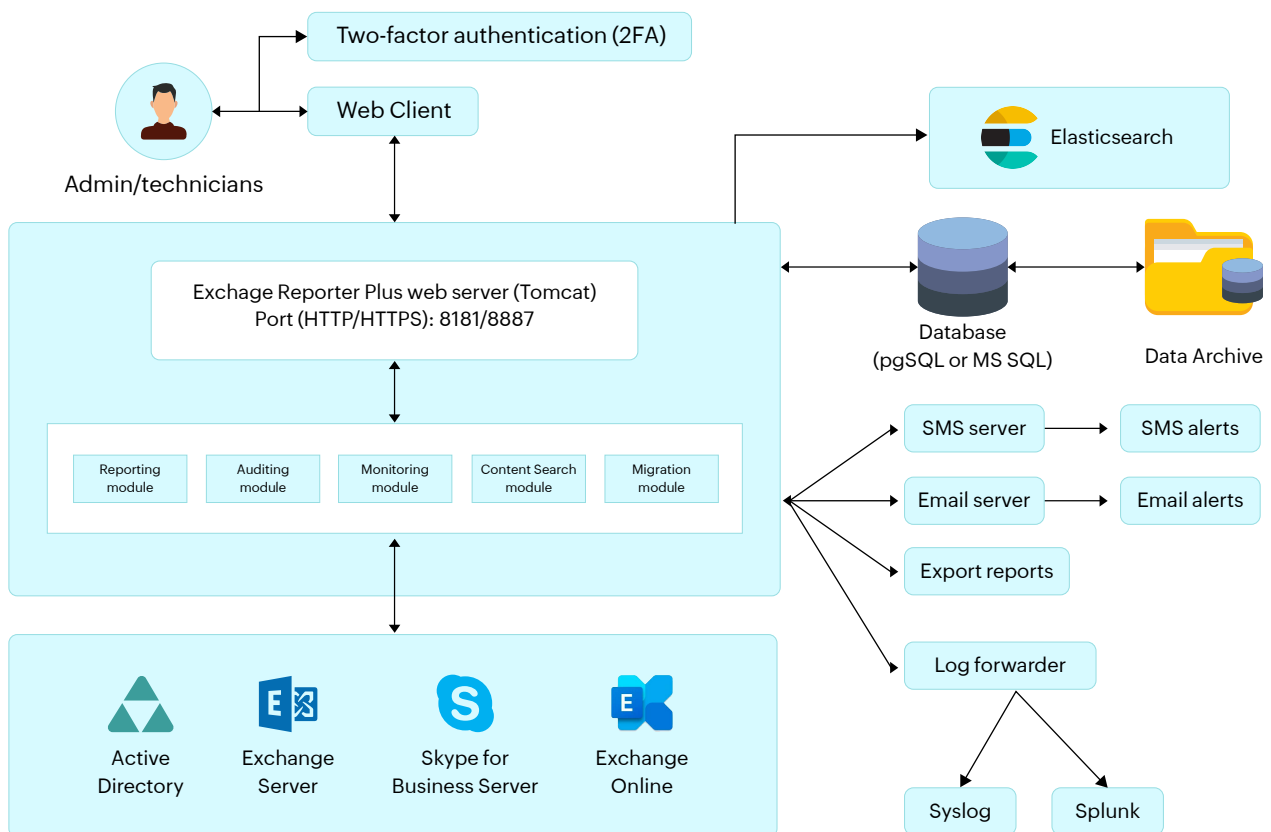 Two-factor authentication (2FA)
Web Client
Admin/technicians
Elasticsearch
Exchage Reporter Plus web server (Tomcat)
Port (HTTP/HTTPS): 8181/8887
Database
(pgSQL or MS SQL)
Data Archive
Reporting
module
Auditing
module
Monitoring
module
Content Search
module
Migration
module
SMS server
SMS alerts
Email server
Email alerts
Export reports
Log forwarder
Syslog
Splunk
E
Active
Directory
Exchange
Server
S
Skype for
Business Server
E
Exchange
Online